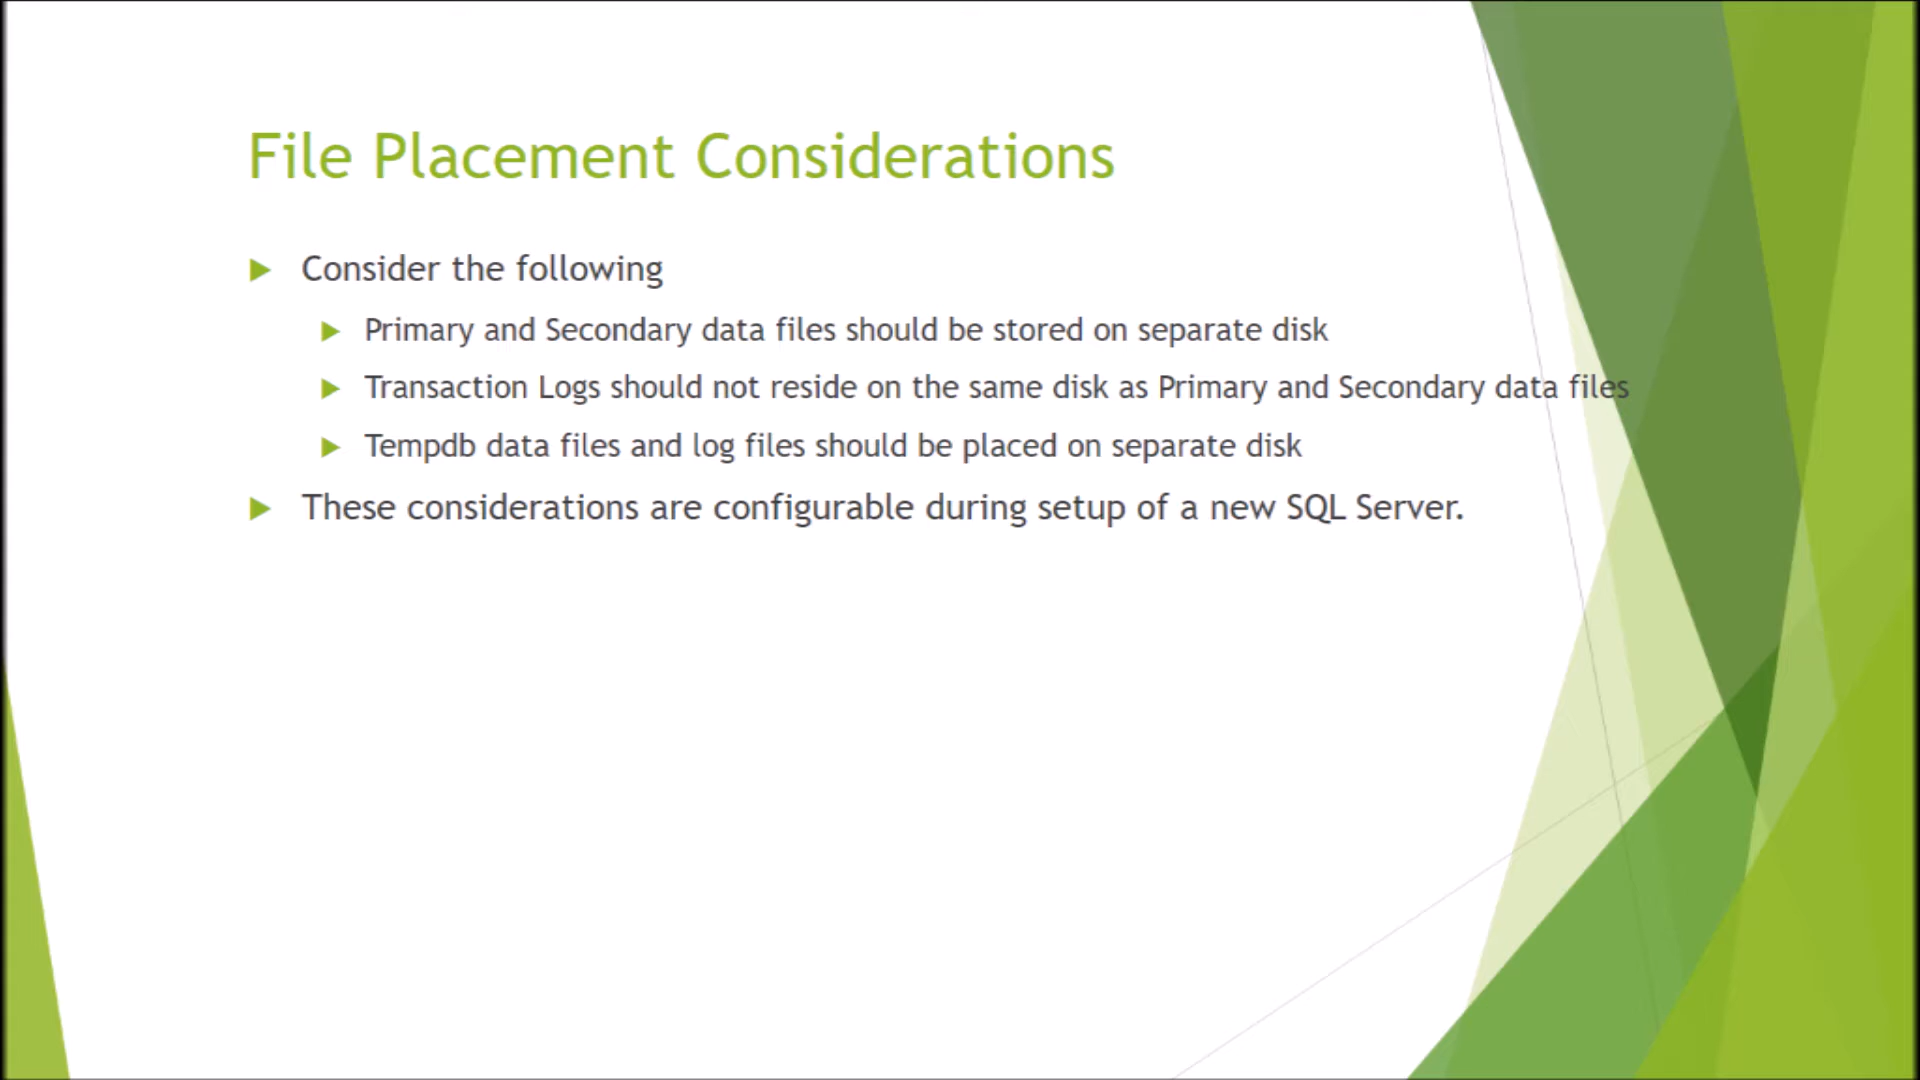 File Placement Considerations
Consider the following
Primary and Secondary data files should be stored on separate disk
Transaction Logs should not reside on the same disk as Primary and Secondary data files
Tempdb data files and log files should be placed on separate disk
These considerations are configurable during setup of a new SQL Server.